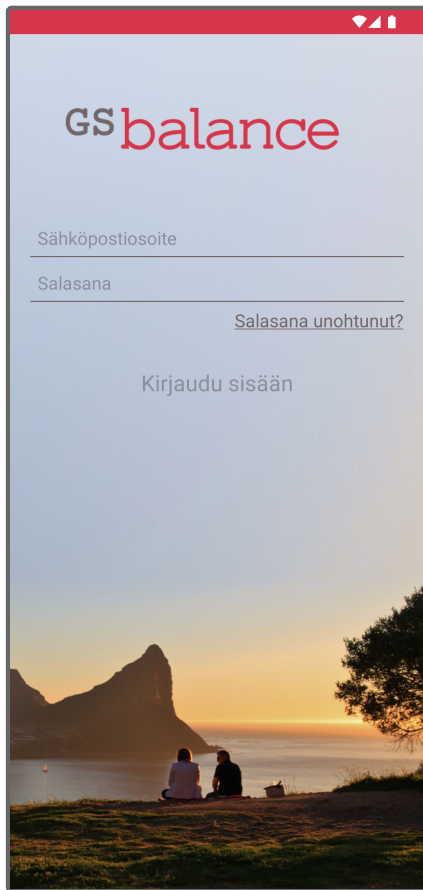 GS balance
Sähköpostiosoite
Salasana
Salasana unohtunut?
Kirjaudu sisään